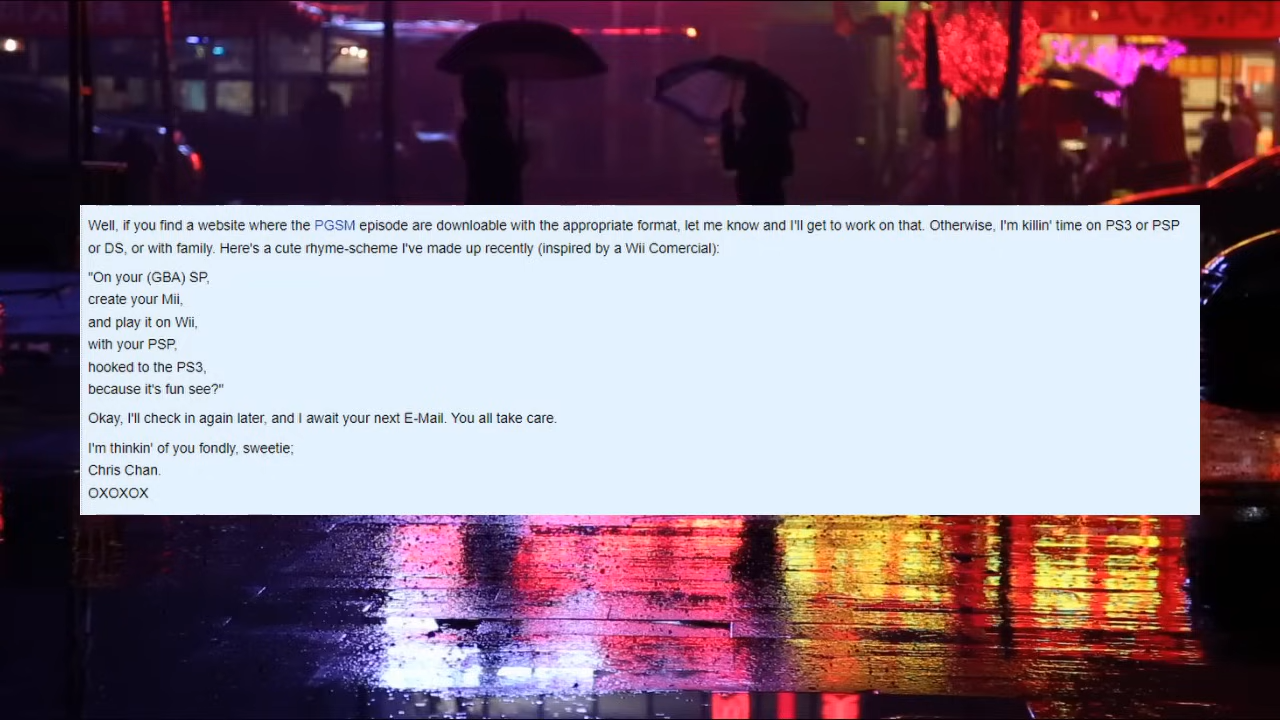 Well, if you find a website where the PGSM episode are downloable with the appropriate format, let me know and I'll get to work on that. Otherwise, I'm killin' time on PS3 or PSP
or DS, or with family. Here's a cute rhyme-scheme I've made up recently (inspired by a Wii Comercial):
"On your (GBA) SP,
create your Mii,
and play it on Wii,
with your PSP,
hooked to the PS3,
because it's fun see?"
Okay, I'll check in again later, and I await your next E-Mail. You all take care.
I'm thinkin' of you fondly, sweetie;
Chris Chan.
OXOXOX